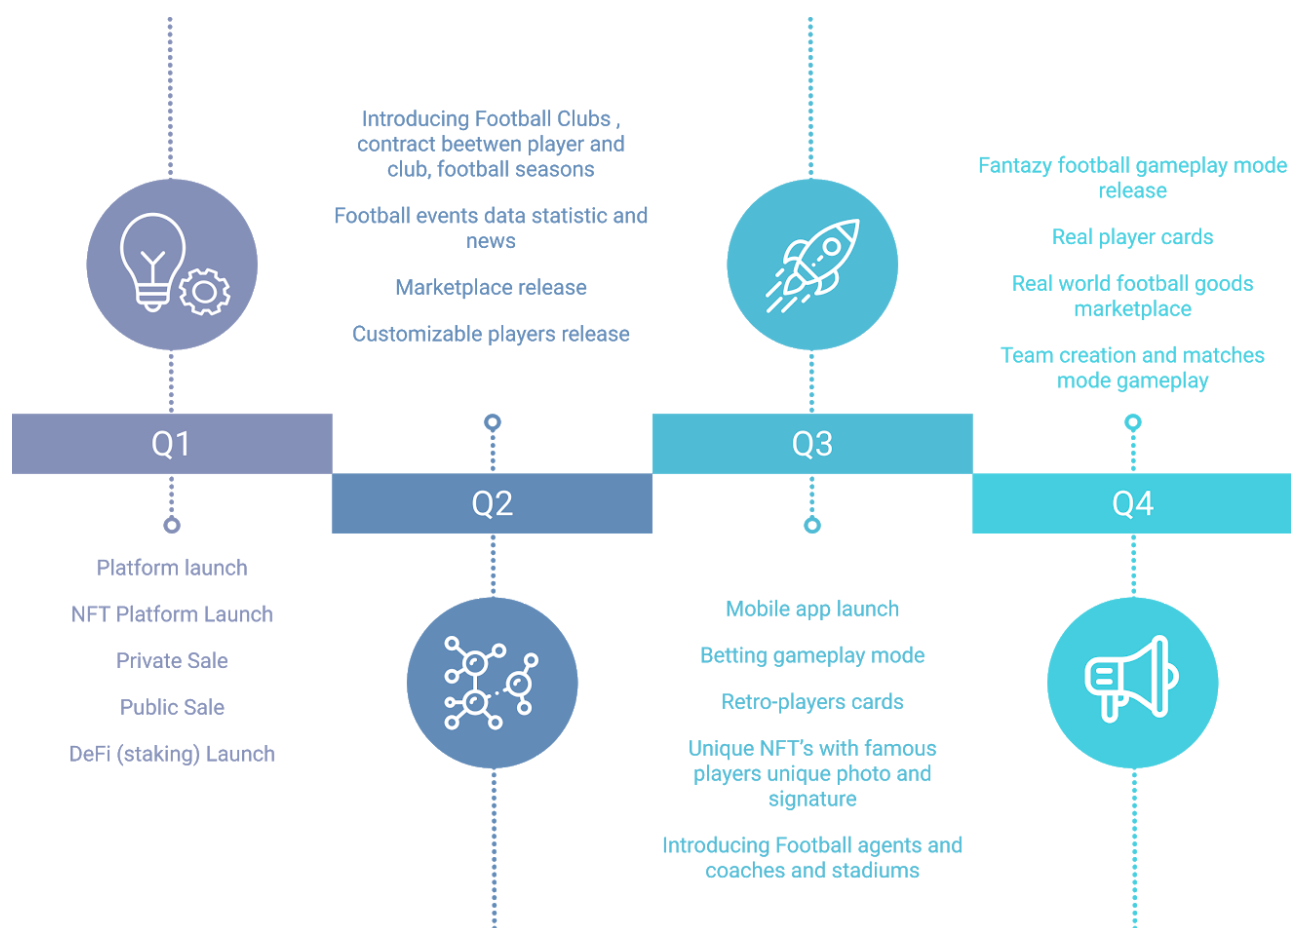 Q1
Platform launch
NFT Platform Launch
Private Sale
Public Sale
DeFi (staking) Launch
Introducing Football Clubs ,
contract beetwen player and
club, football seasons
Football events data statistic and
news
Marketplace release
Customizable players release
Q2
Q3
Mobile app launch
Betting gameplay mode
Retro-players cards
Unique NFT’s with famous
players unique photo and
signature
Introducing Football agents and
coaches and stadiums
Fantazy football gameplay mode
release
Real player cards
Real world football goods
marketplace
Team creation and matches
mode gameplay
Q4